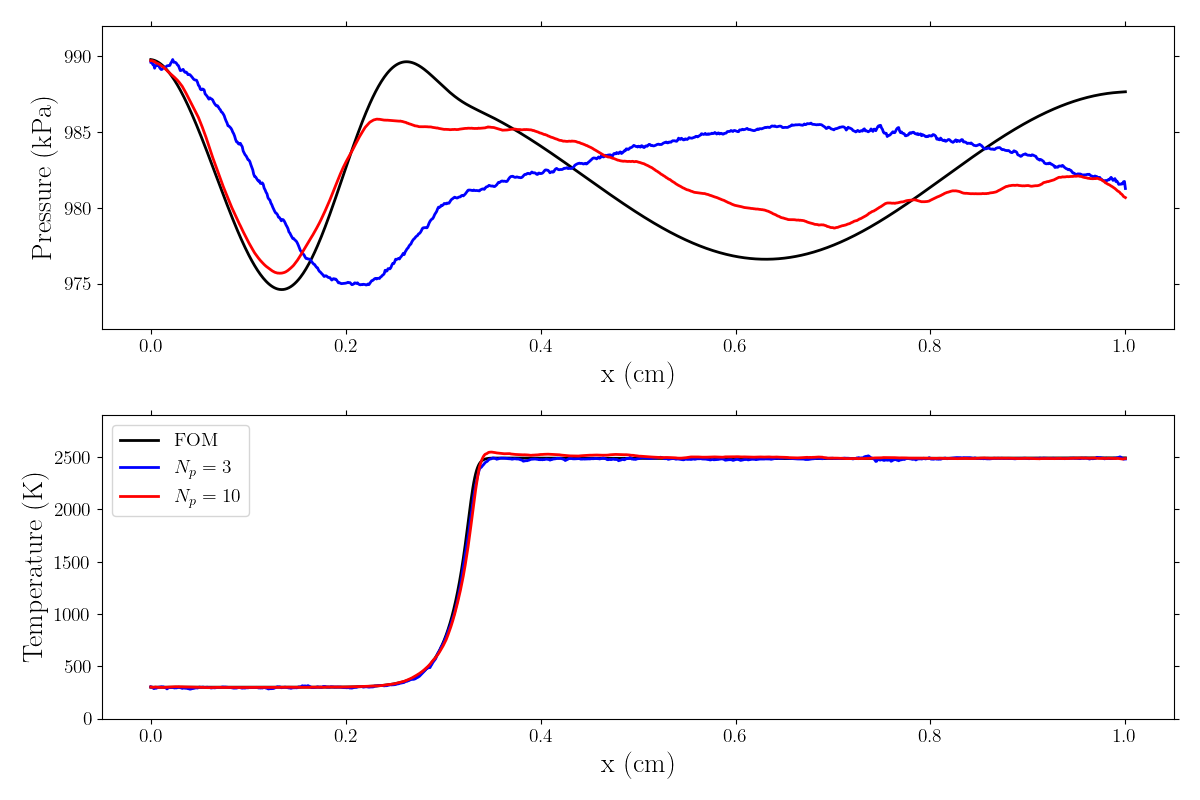 990
985
980
975
Pressure (kPa)
0.0 0.2 0.4 0.6 0.8 1.0
x (cm)
FOM
$N_p = 3$
$N_p = 10$
2500
2000
1500
1000
500
0
Temperature (K)
0.0 0.2 0.4 0.6 0.8 1.0
x (cm)